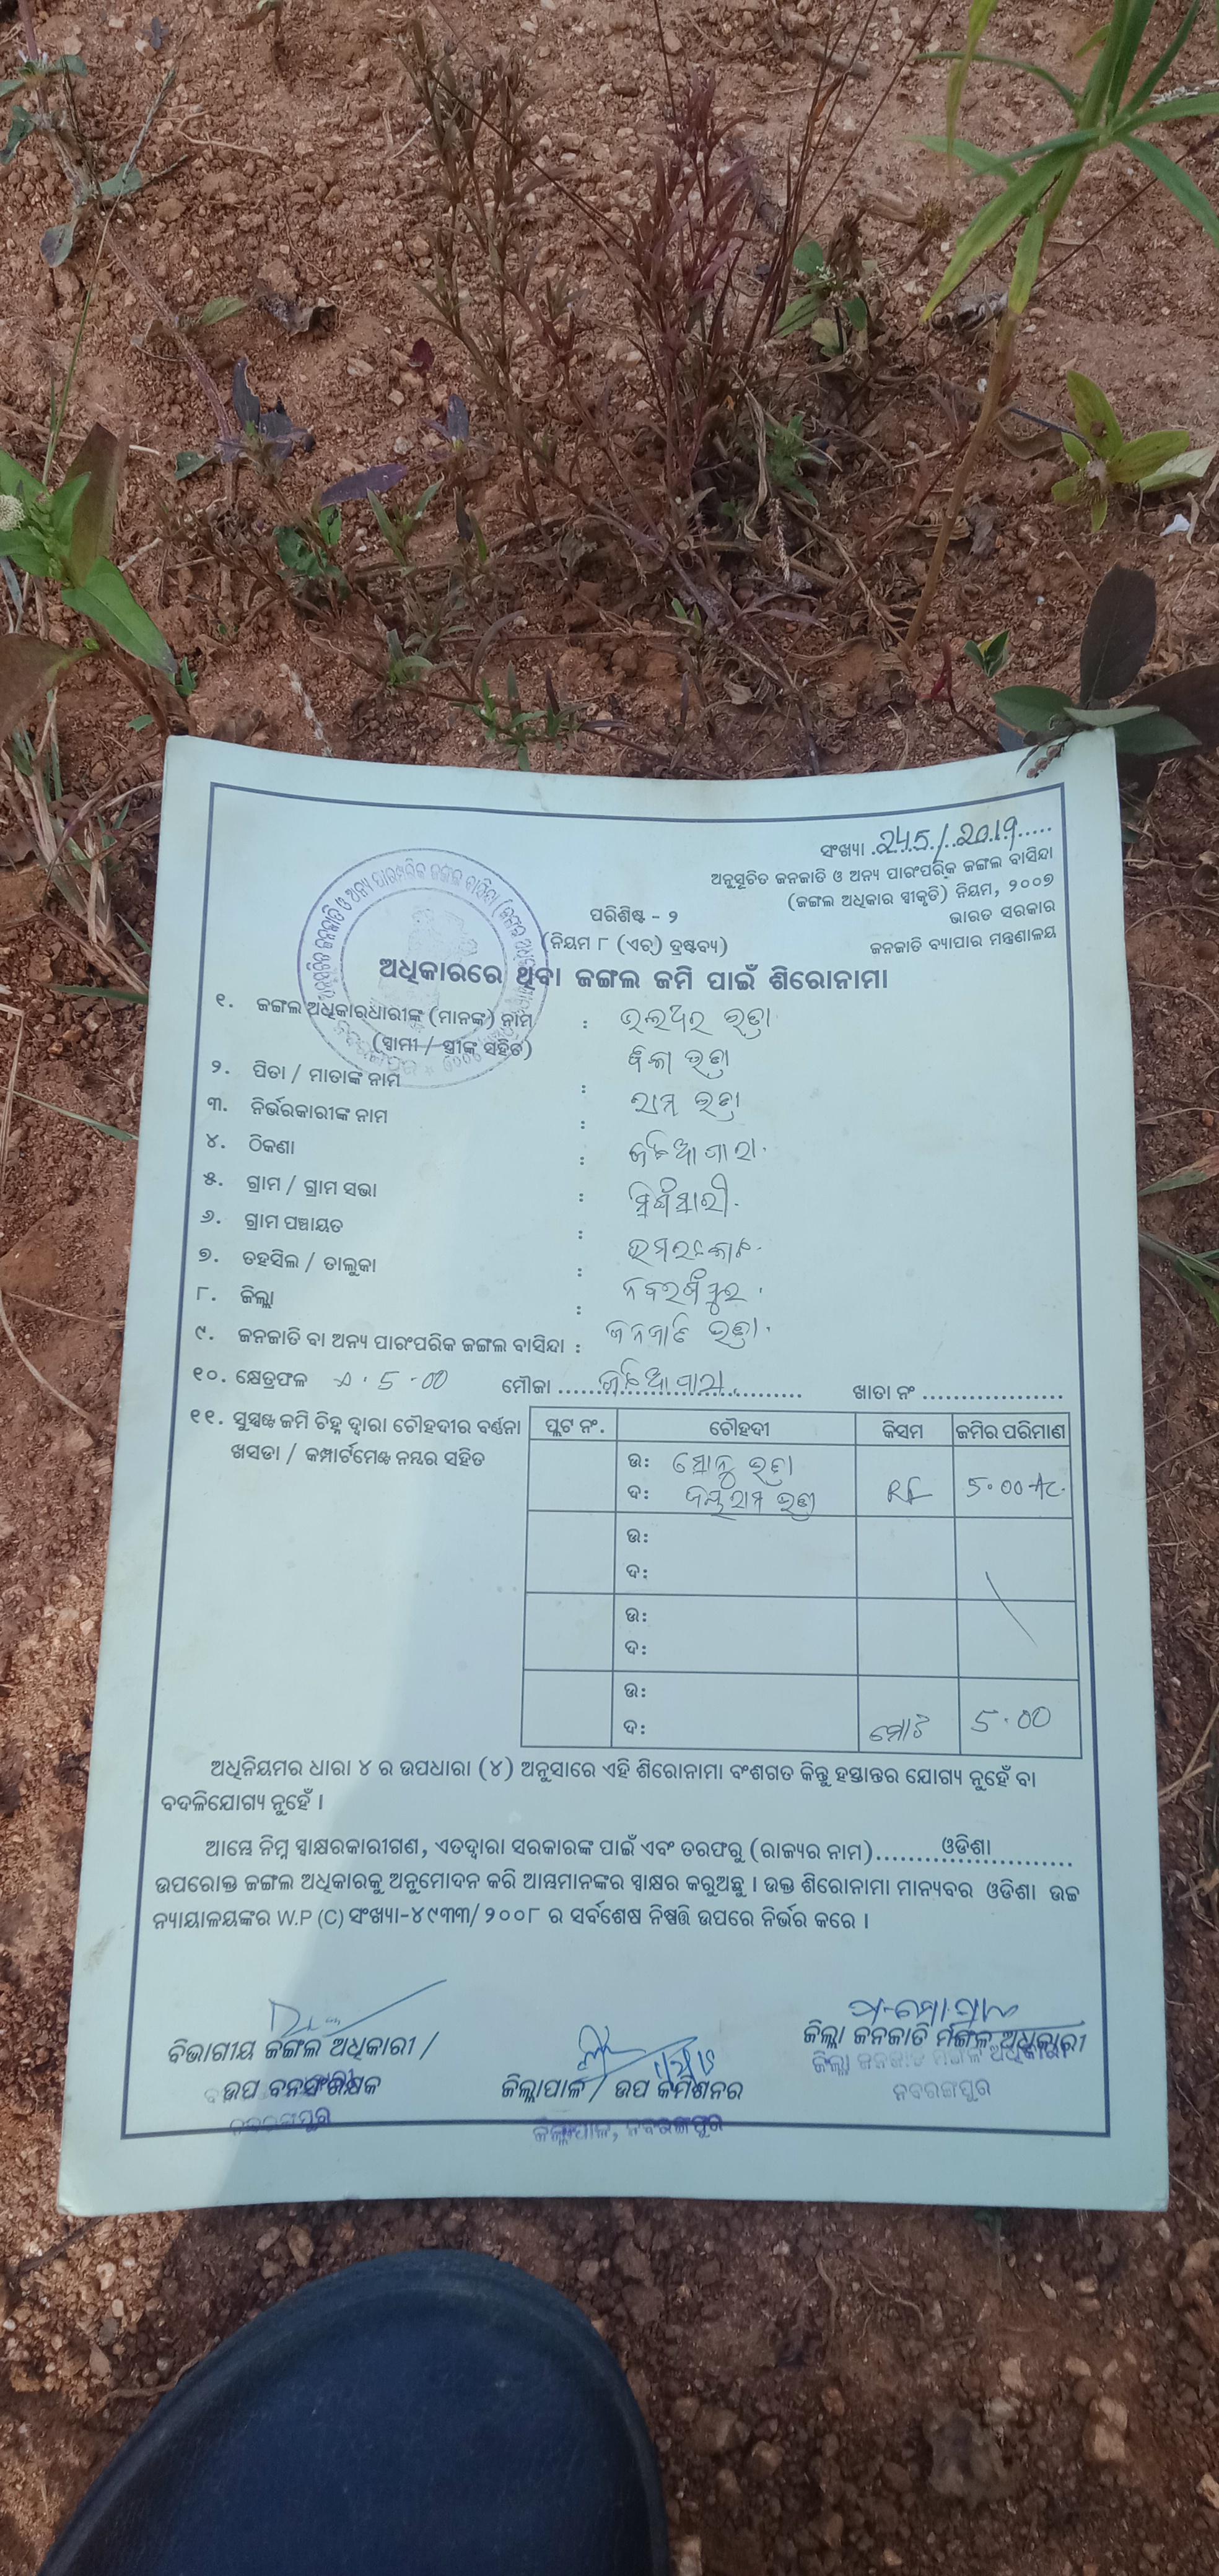 ସଂଖ୍ୟା .245./.2019.....
ଅନୁସୂଚିତ ଜନଜାତି ଓ ଅନ୍ୟ ପାରଂପରିକ ଜଙ୍ଗଲ ବାସିନ୍ଦା
(ଜଙ୍ଗଲ ଅଧିକାର ସ୍ୱୀକୃତି) ନିୟମ, ୨୦୦୭
ଭାରତ ସରକାର
ଜନଜାତି ବ୍ୟାପାର ମନ୍ତ୍ରଣାଳୟ
ପରିଶିଷ୍ଟ - ୨
(ନିୟମ ୮ (ଏଚ୍) ଦ୍ରଷ୍ଟବ୍ୟ)
ଅଧିକାରରେ ଥିବା ଜଙ୍ଗଲ ଜମି ପାଇଁ ଶିରୋନାମା
୧. ଜଙ୍ଗଲ ଅଧିକାରଧାରୀଙ୍କ (ମାନଙ୍କ) ନାମ :
(ସ୍ୱାମୀ / ସ୍ତ୍ରୀଙ୍କ ସହିତ)
୨. ପିତା / ମାତାଙ୍କ ନାମ :
୩. ନିର୍ଭରକାରୀଙ୍କ ନାମ :
୪. ଠିକଣା :
୫. ଗ୍ରାମ / ଗ୍ରାମ ସଭା :
୬. ଗ୍ରାମ ପଞ୍ଚାୟତ :
୭. ତହସିଲ / ତାଲୁକା :
୮. ଜିଲ୍ଲା : ନବରଙ୍ଗପୁର
୯. ଜନଜାତି ବା ଅନ୍ୟ ପାରଂପରିକ ଜଙ୍ଗଲ ବାସିନ୍ଦା : ଜନଜାତି
୧୦. କ୍ଷେତ୍ରଫଳ 5.00 ମୌଜା ............ ଖାତା ନଂ ..................
୧୧. ସୁସ୍ପଷ୍ଟ ଜମି ଚିହ୍ନ ଦ୍ୱାରା ଚୌହଦୀର ବର୍ଣ୍ଣନା
ଖସଡା / କମ୍ପାର୍ଟମେଣ୍ଟ ନମ୍ବର ସହିତ
ପ୍ଲଟ ନଂ. ଚୌହଦୀ କିସମ ଜମିର ପରିମାଣ
ଉ:
ଦ: RF 5.00 Ac.
ଉ:
ଦ:
ଉ:
ଦ:
ଉ:
ଦ: ମୋଟ 5.00
ଅଧିନିୟମର ଧାରା ୪ ର ଉପଧାରା (୪) ଅନୁସାରେ ଏହି ଶିରୋନାମା ବଂଶଗତ କିନ୍ତୁ ହସ୍ତାନ୍ତର ଯୋଗ୍ୟ ନୁହେଁ ବା
ବଦଳିଯୋଗ୍ୟ ନୁହେଁ ।
ଆମ୍ଭେ ନିମ୍ନ ସ୍ୱାକ୍ଷରକାରୀଗଣ, ଏତଦ୍ୱାରା ସରକାରଙ୍କ ପାଇଁ ଏବଂ ତରଫରୁ (ରାଜ୍ୟର ନାମ)........ଓଡିଶା..........
ଉପରୋକ୍ତ ଜଙ୍ଗଲ ଅଧିକାରକୁ ଅନୁମୋଦନ କରି ଆମ୍ଭମାନଙ୍କର ସ୍ୱାକ୍ଷର କରୁଅଛୁ । ଉକ୍ତ ଶିରୋନାମା ମାନ୍ୟବର ଓଡିଶା ଉଚ୍ଚ
ନ୍ୟାୟାଳୟଙ୍କର W.P (C) ସଂଖ୍ୟା-୪୯୩୩/୨୦୦୮ ର ସର୍ବଶେଷ ନିଷ୍ପତ୍ତି ଉପରେ ନିର୍ଭର କରେ ।
ବିଭାଗୀୟ ଜଙ୍ଗଲ ଅଧିକାରୀ /
ଉପ ବନସଂରକ୍ଷକ
ନବରଙ୍ଗପୁର
ଜିଲ୍ଲାପାଳ / ଉପ କମିଶନର
ଜିଲ୍ଲାପାଳ, ନବରଙ୍ଗପୁର
ଜିଲ୍ଲା ଜନଜାତି ମଙ୍ଗଳ ଅଧିକାରୀ
ଜିଲ୍ଲା ଜନଜାତି ମଙ୍ଗଳ ଅଧିକାରୀ
ନବରଙ୍ଗପୁର